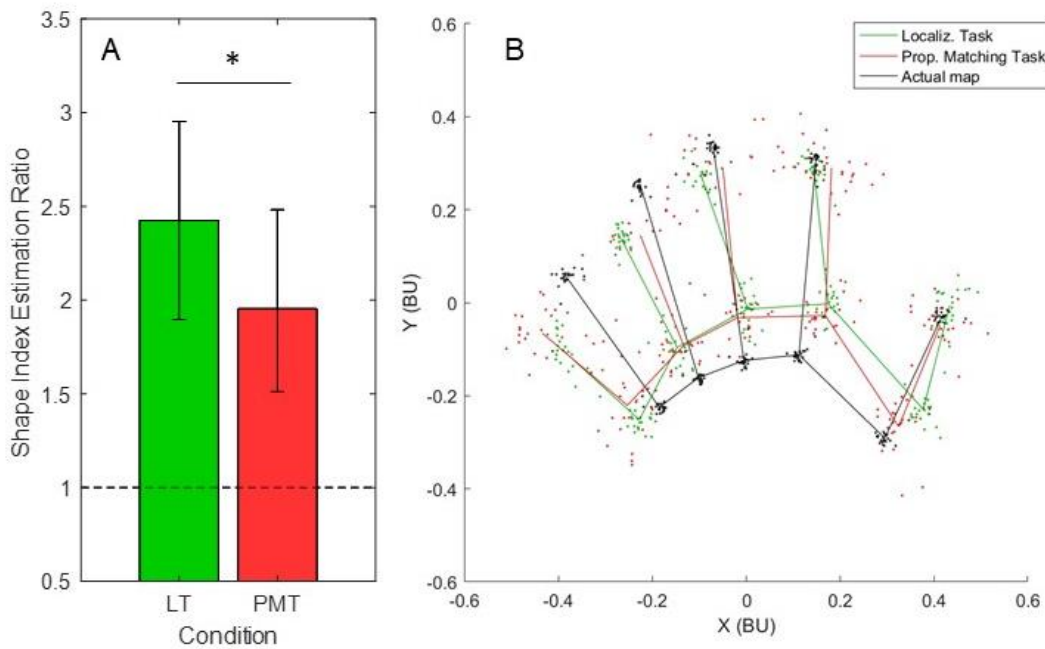 A
*
Shape Index Estimation Ratio
3.5
3
2.5
2
1.5
1
0.5
LT PMT
Condition
B
Localiz. Task
Prop. Matching Task
Actual map
Y (BU)
0.6
0.4
0.2
0
-0.2
-0.4
-0.6
-0.6 -0.4 -0.2 0 0.2 0.4 0.6
X (BU)